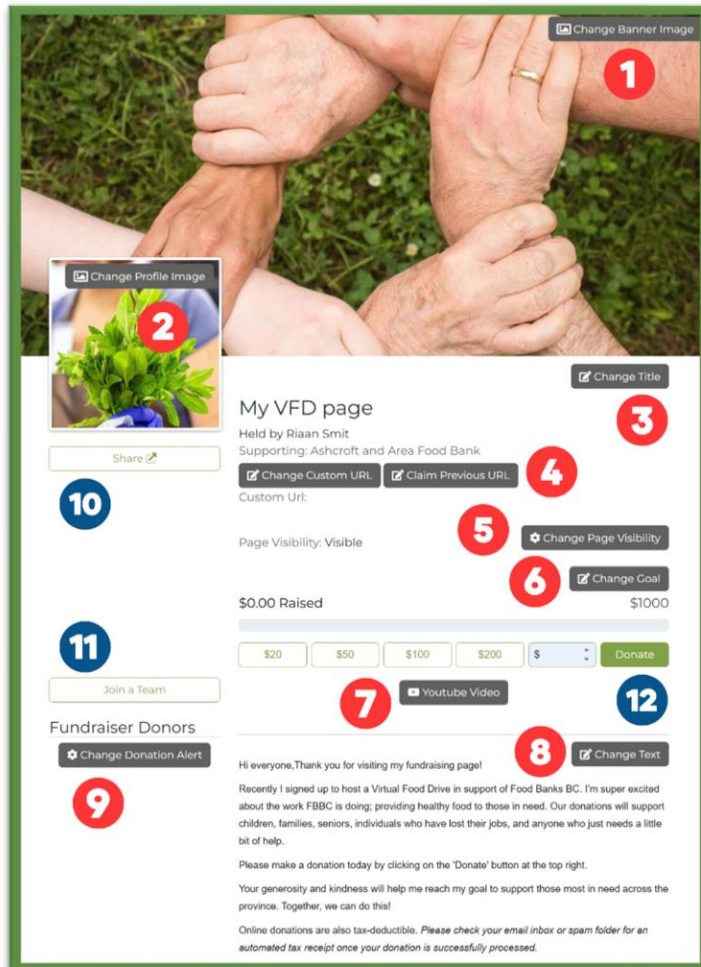 Change Banner Image
1
Change Profile Image
2
Change Title
My VFD page
3
Held by Riaan Smit
Supporting: Ashcroft and Area Food Bank
Share
Change Custom URL Claim Previous URL
4
10
Custom Url:
5
Change Page Visibility
Page Visibility: Visible
6
Change Goal
$0.00 Raised $1000
11
$20 $50 $100 $200 $ Donate
Join a Team
7
Youtube Video
12
Fundraiser Donors
8
Change Text
Change Donation Alert
9
Hi everyone,Thank you for visiting my fundraising page!
Recently I signed up to host a Virtual Food Drive in support of Food Banks BC. I'm super excited
about the work FBBC is doing; providing healthy food to those in need. Our donations will support
children, families, seniors, individuals who have lost their jobs, and anyone who just needs a little
bit of help.
Please make a donation today by clicking on the 'Donate' button at the top right.
Your generosity and kindness will help me reach my goal to support those most in need across the
province. Together, we can do this!
Online donations are also tax-deductible. Please check your email inbox or spam folder for an
automated tax receipt once your donation is successfully processed.